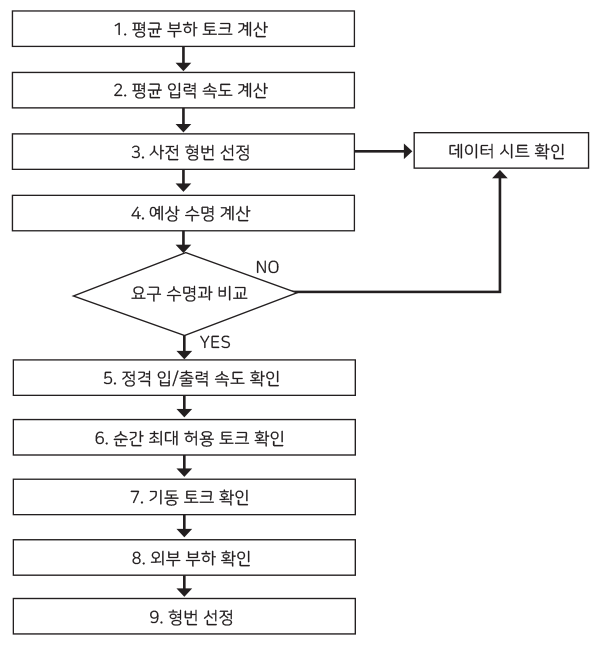 1. 평균 부하 토크 계산
2. 평균 입력 속도 계산
3. 사전 형번 선정
데이터 시트 확인
4. 예상 수명 계산
NO
요구 수명과 비교
YES
5. 정격 입/출력 속도 확인
6. 순간 최대 허용 토크 확인
7. 기동 토크 확인
8. 외부 부하 확인
9. 형번 선정